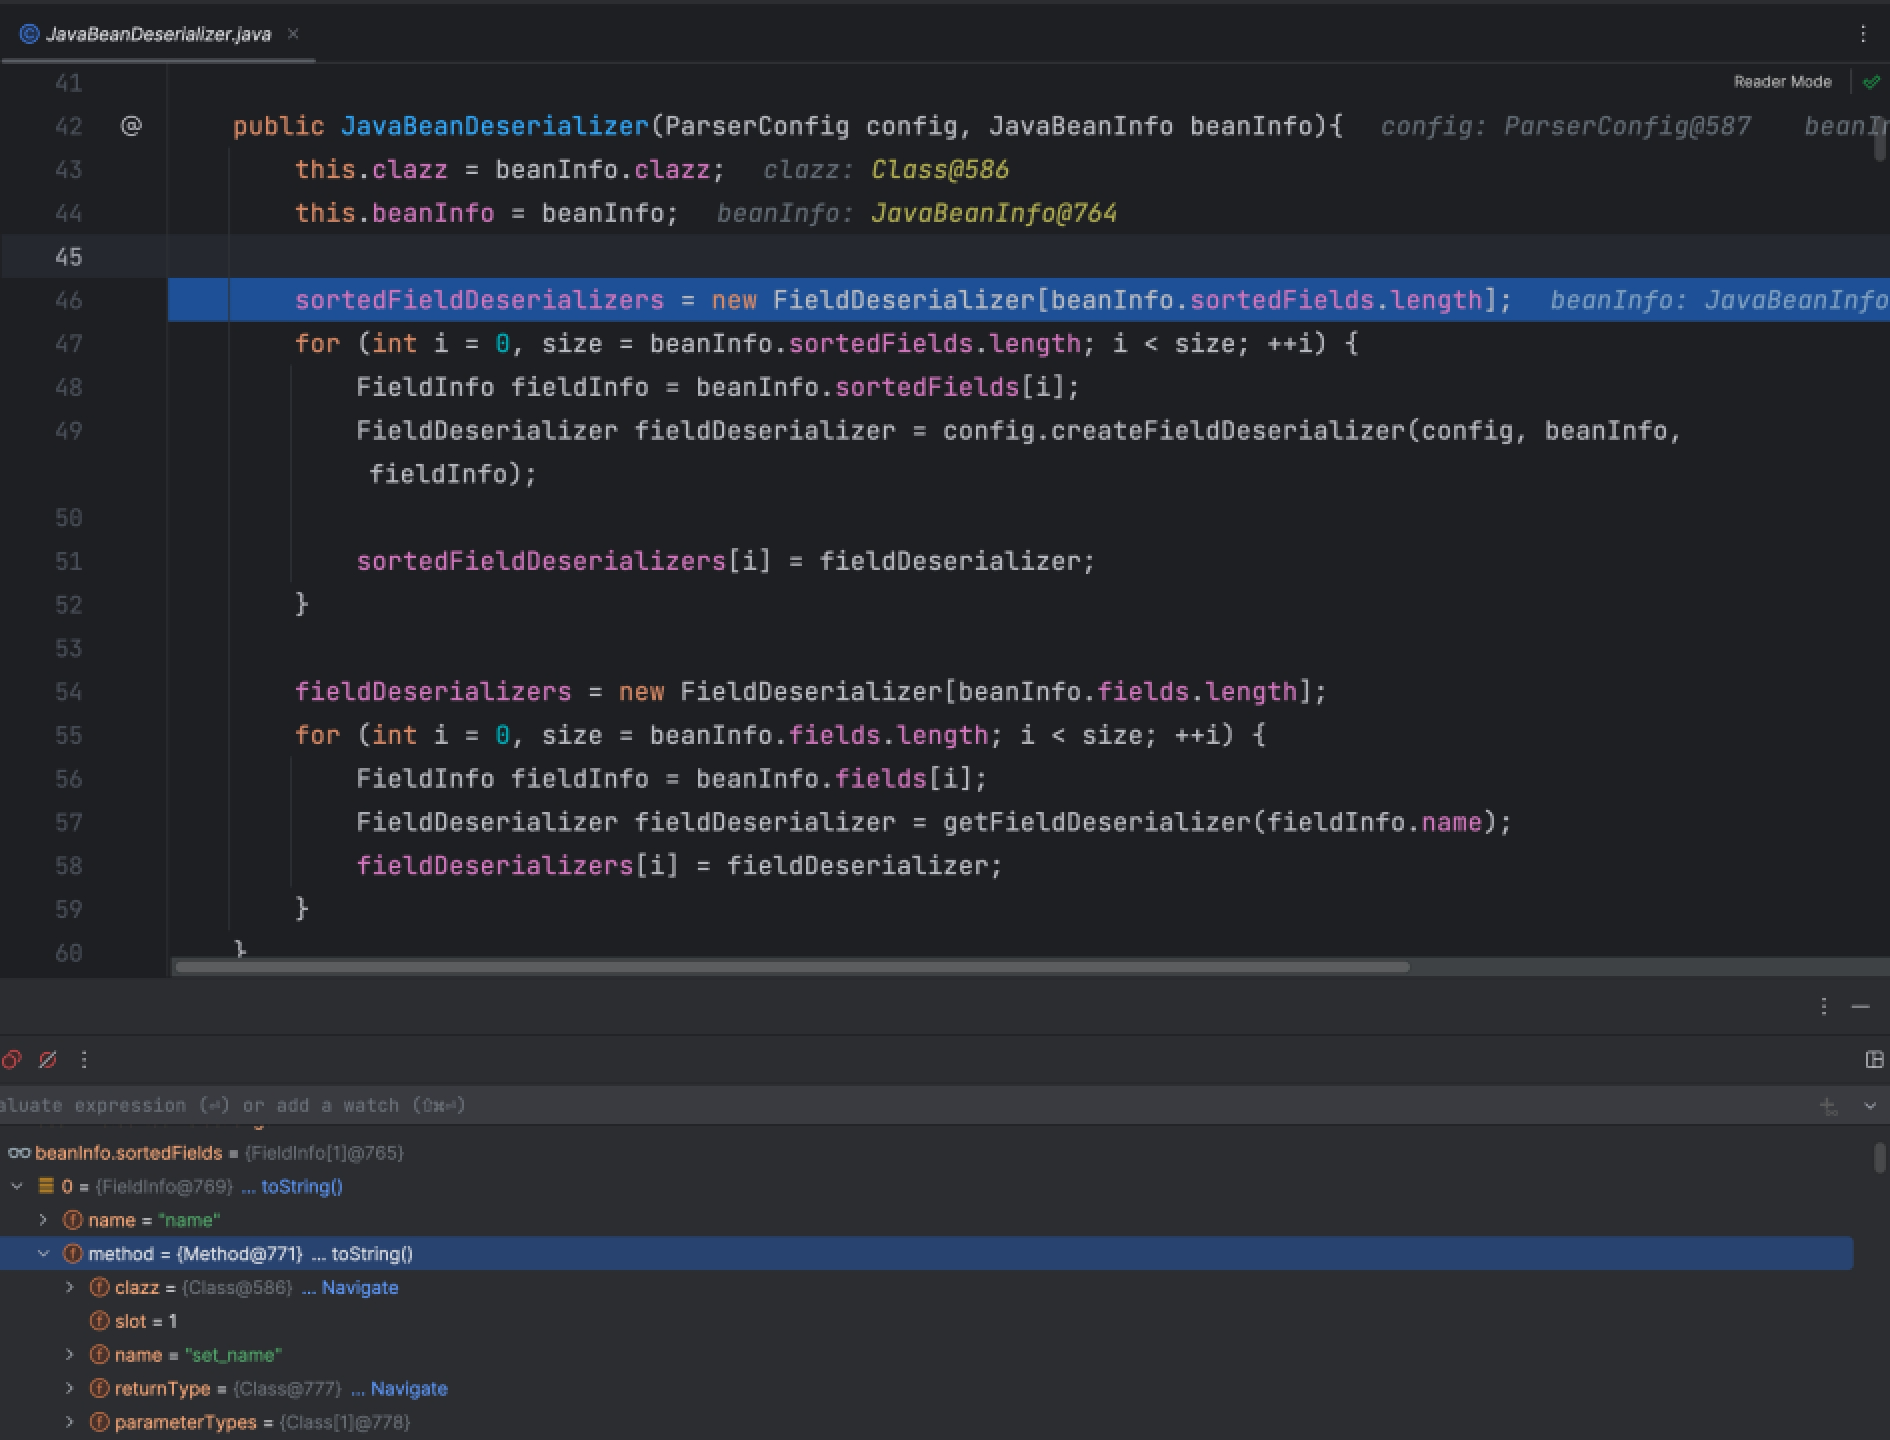 JavaBeanDeserializer.java
Reader Mode
41
42 @ public JavaBeanDeserializer(ParserConfig config, JavaBeanInfo beanInfo){ config: ParserConfig@587
43 this.clazz = beanInfo.clazz; clazz: Class@586
44 this.beanInfo = beanInfo; beanInfo: JavaBeanInfo@764
45
46 sortedFieldDeserializers = new FieldDeserializer[beanInfo.sortedFields.length]; beanInfo: JavaBeanInfo
47 for (int i = 0, size = beanInfo.sortedFields.length; i < size; ++i) {
48 FieldInfo fieldInfo = beanInfo.sortedFields[i];
49 FieldDeserializer fieldDeserializer = config.createFieldDeserializer(config, beanInfo,
fieldInfo);
50
51 sortedFieldDeserializers[i] = fieldDeserializer;
52 }
53
54 fieldDeserializers = new FieldDeserializer[beanInfo.fields.length];
55 for (int i = 0, size = beanInfo.fields.length; i < size; ++i) {
56 FieldInfo fieldInfo = beanInfo.fields[i];
57 FieldDeserializer fieldDeserializer = getFieldDeserializer(fieldInfo.name);
58 fieldDeserializers[i] = fieldDeserializer;
59 }
60 }
aluate expression (⏎) or add a watch (⇧⌘⏎)
beanInfo.sortedFields = {FieldInfo[1]@765}
0 = {FieldInfo@769} ... toString()
name = "name"
method = {Method@771} ... toString()
clazz = {Class@586} ... Navigate
slot = 1
name = "set_name"
returnType = {Class@777} ... Navigate
parameterTypes = {Class[1]@778}